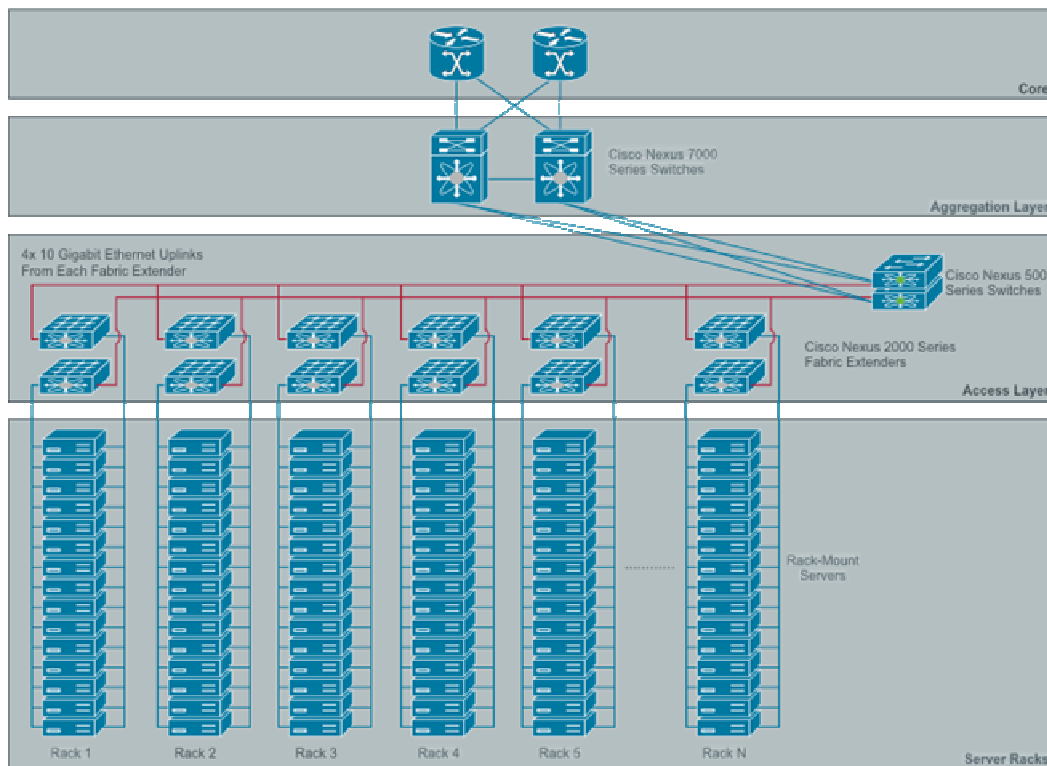 Core
Cisco Nexus 7000
Series Switches
Aggregation Layer
4x 10 Gigabit Ethernet Uplinks
From Each Fabric Extender
Cisco Nexus 500
Series Switches
Cisco Nexus 2000 Series
Fabric Extenders
Access Layer
Rack-Mount
Servers
Rack 1
Rack 2
Rack 3
Rack 4
Rack 5
Rack N
Server Racks